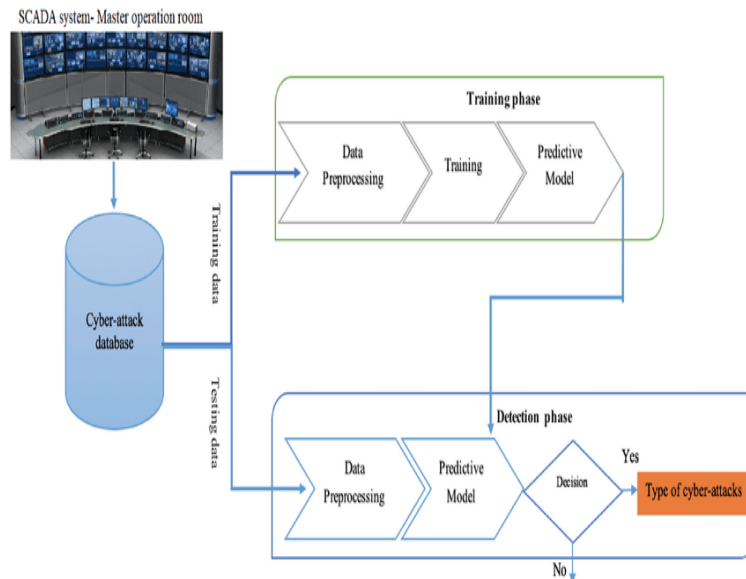 SCADA system- Master operation room
Training phase
Data
Preprocessing
Training
Predictive
Model
Training data
Cyber-attack
database
Testing data
Detection phase
Data
Preprocessing
Predictive
Model
Decision
Yes
Type of cyber-attacks
No